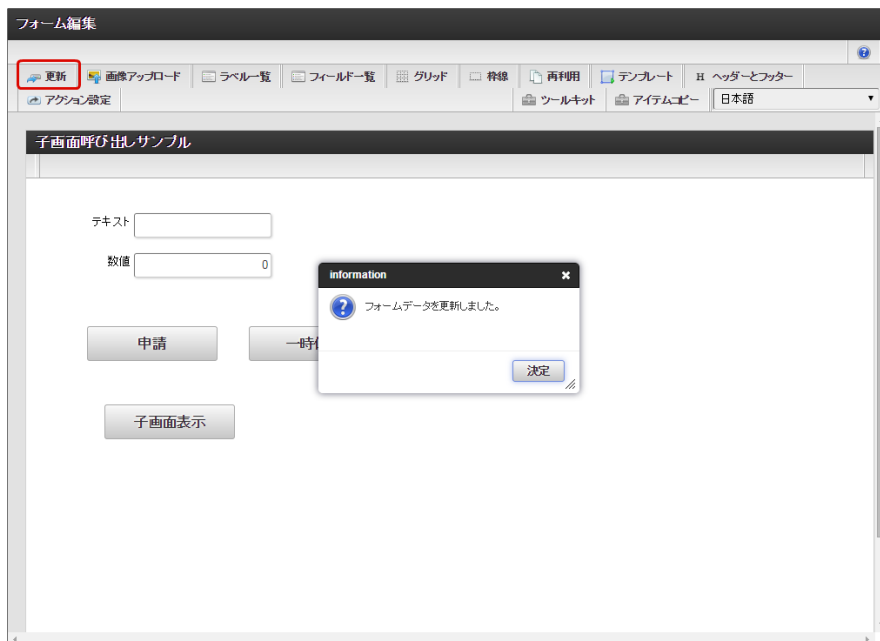 フォーム編集
更新 画像アップロード ラベル一覧 フィールド一覧 グリッド 枠線 再利用 テンプレート H ヘッダーとフッター
アクション設定 ツールキット アイテムコピー 日本語
子画面呼び出しサンプル
テキスト
数値 0
information
フォームデータを更新しました。
申請 一時
決定
子画面表示